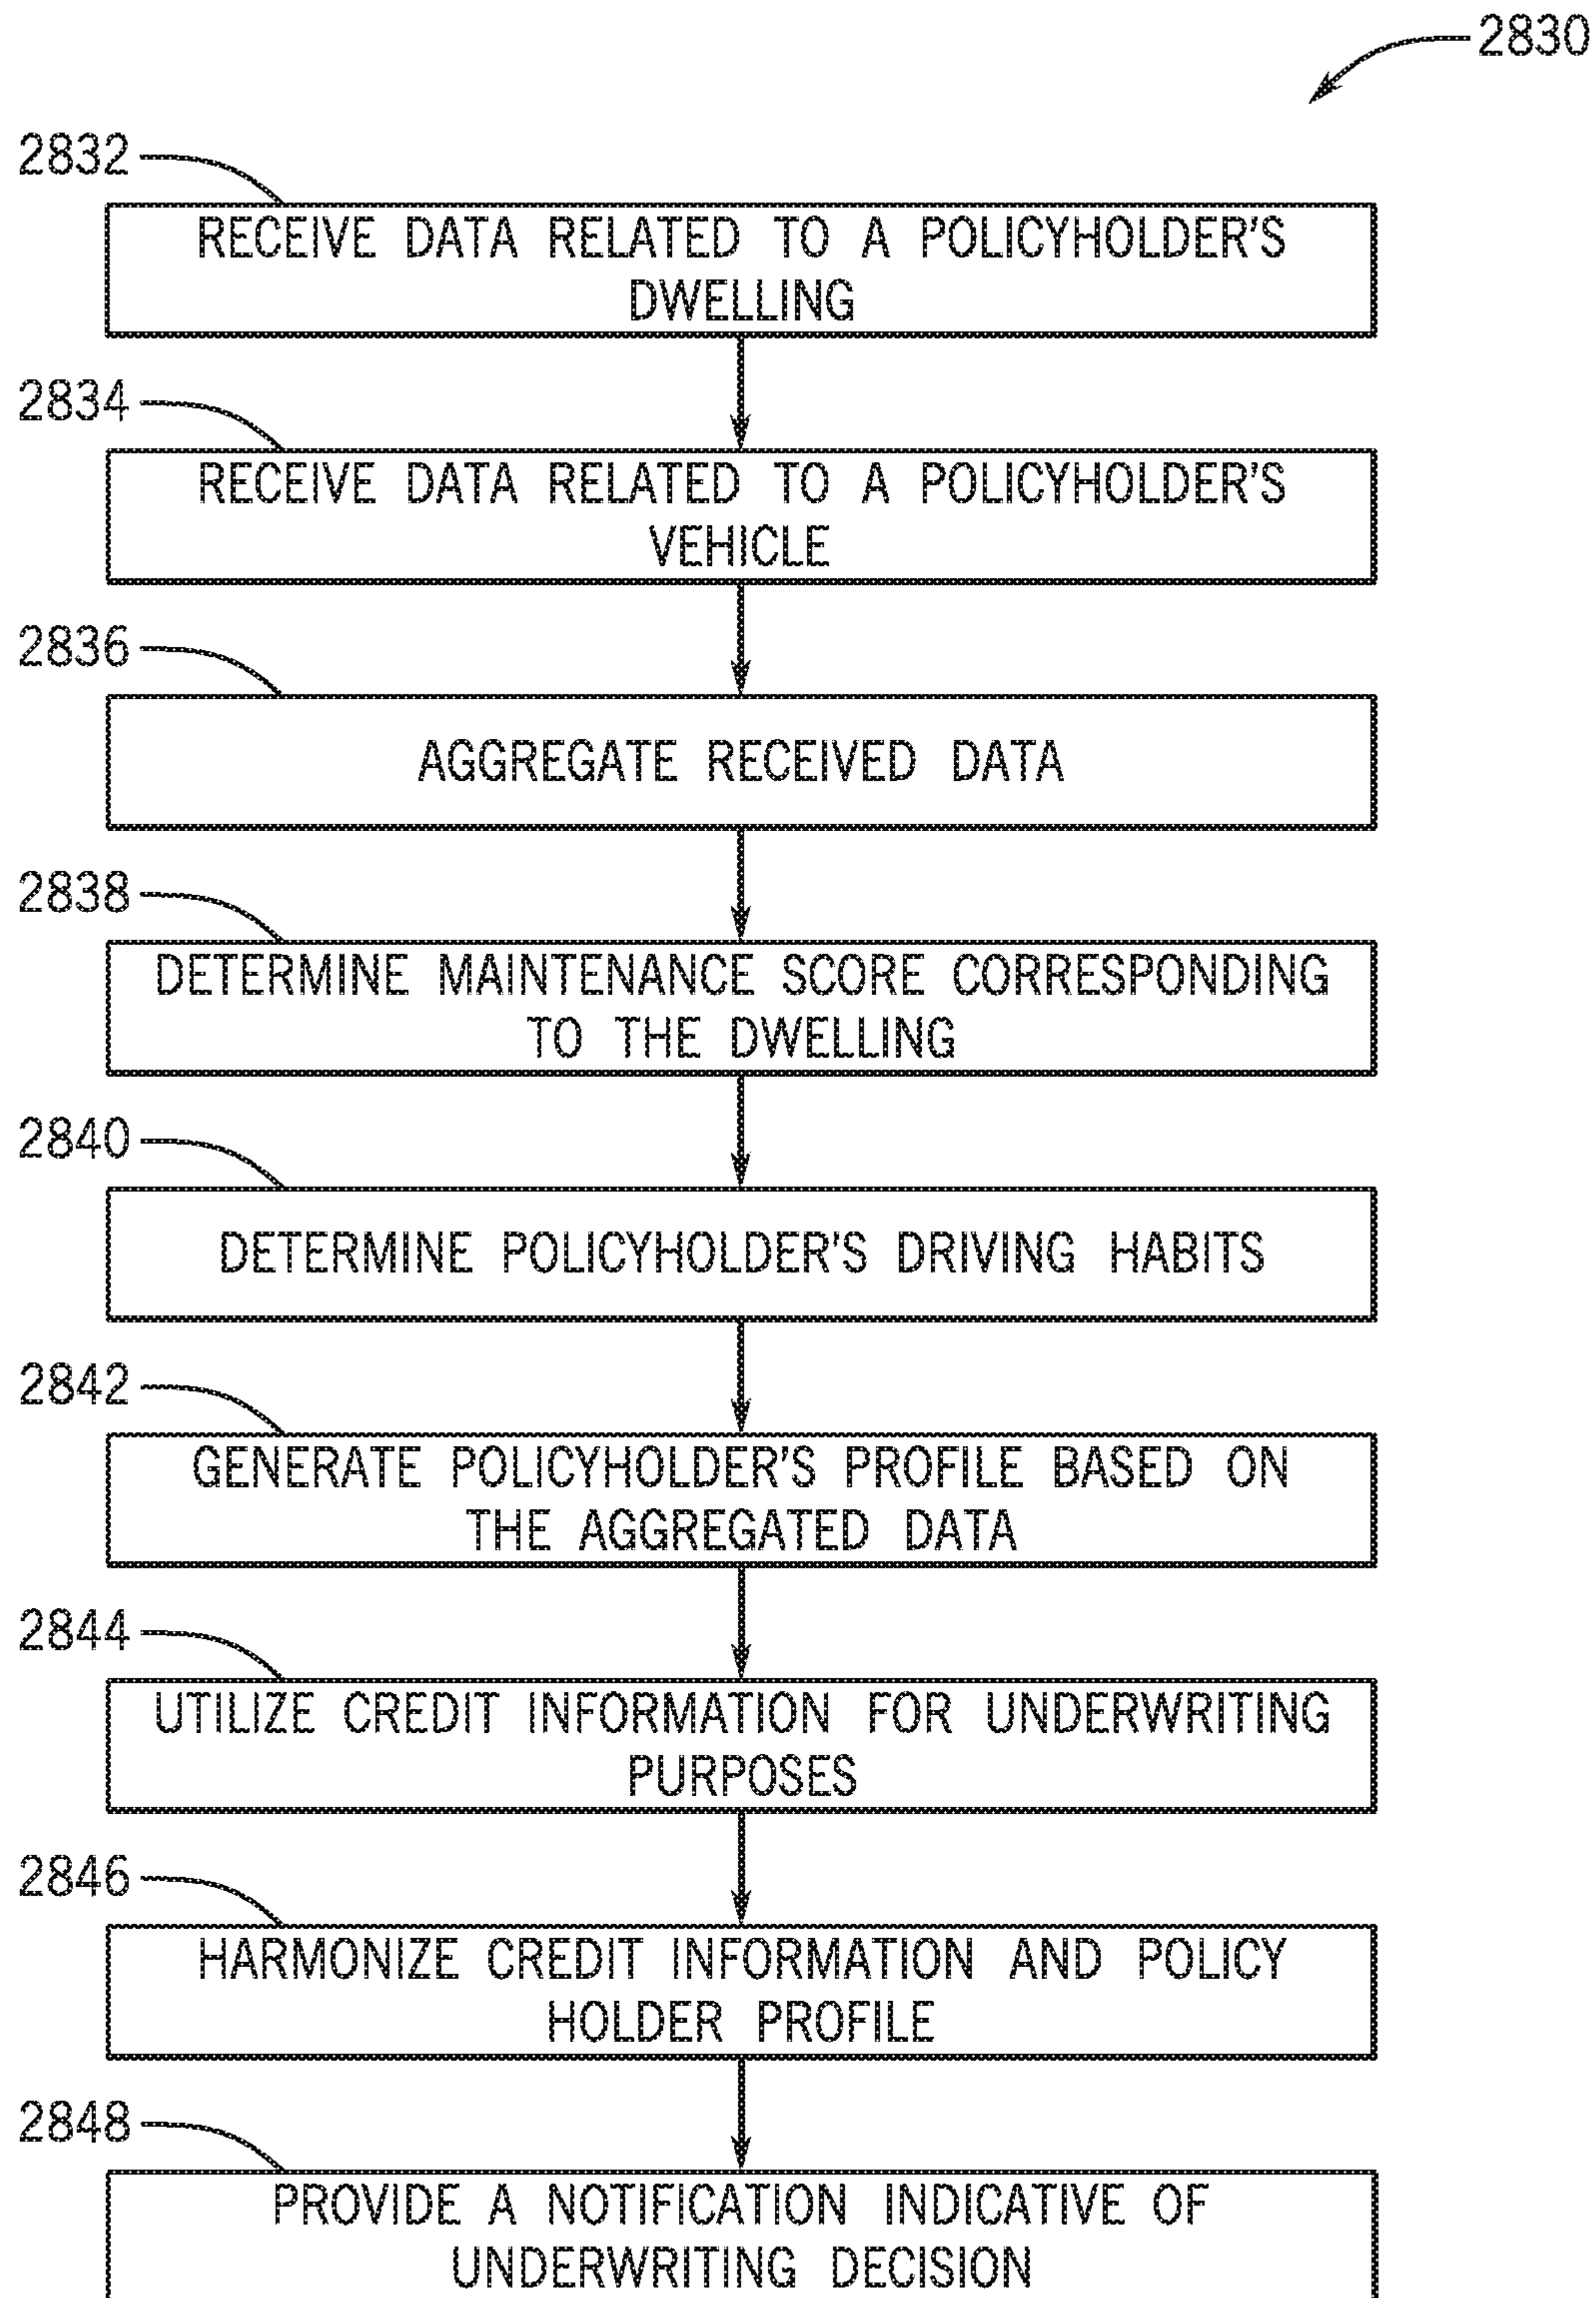 2830
2832
RECEIVE DATA RELATED TO A POLICYHOLDER'S
DWELLING
2834
RECEIVE DATA RELATED TO A POLICYHOLDER'S
VEHICLE
2836
AGGREGATE RECEIVED DATA
2838
DETERMINE MAINTENANCE SCORE CORRESPONDING
TO THE DWELLING
2840
DETERMINE POLICYHOLDER'S DRIVING HABITS
2842
GENERATE POLICYHOLDER'S PROFILE BASED ON
THE AGGREGATED DATA
2844
UTILIZE CREDIT INFORMATION FOR UNDERWRITING
PURPOSES
2846
HARMONIZE CREDIT INFORMATION AND POLICY
HOLDER PROFILE
2848
PROVIDE A NOTIFICATION INDICATIVE OF
UNDERWRITING DECISION